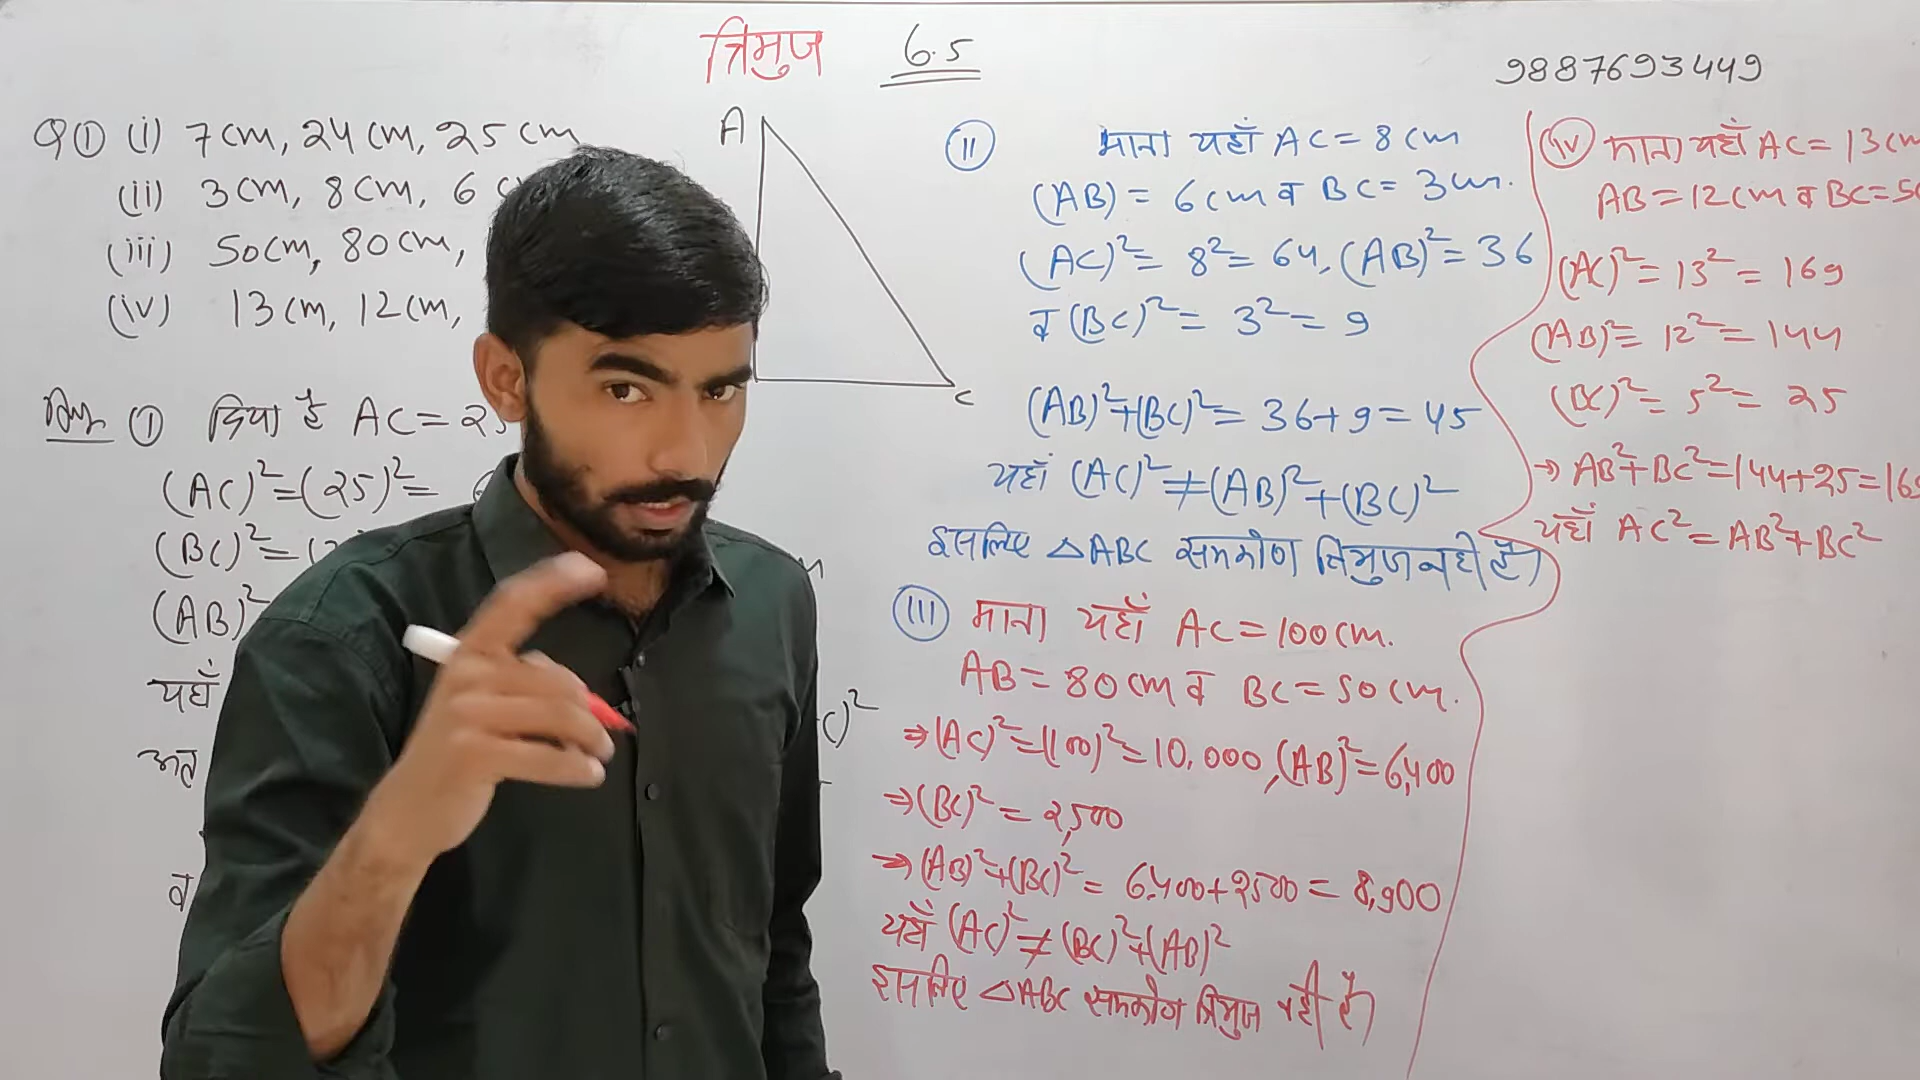 त्रिभुज 6.5
9887693449
Q① (i) 7cm, 24cm, 25cm
(ii) 3cm, 8cm, 6
(iii) 50cm, 80cm,
(iv) 13cm, 12cm,
A
C
Ans. ① दिया है AC = 25
(AC)²=(25)²=
(BC)²=
(AB)²
यहाँ
अत
व
(ii) माना यहाँ AC = 8cm
(AB) = 6cm व BC = 3cm.
(AC)² = 8² = 64, (AB)² = 36
व (BC)² = 3² = 9
(AB)²+(BC)² = 36+9 = 45
यहाँ (AC)² ≠ (AB)²+(BC)²
इसलिए △ABC समकोण त्रिभुज नही है।
(iii) माना यहाँ AC = 100cm.
AB = 80cm व BC = 50cm.
⇒(AC)²=(100)²=10,000, (AB)²=6,400
⇒(BC)² = 2,500
⇒(AB)²+(BC)² = 6,400+2500 = 8,900
यहाँ (AC)² ≠ (BC)²+(AB)²
इसलिए △ABC समकोण त्रिभुज नही है।
(iv) माना यहाँ AC = 13cm
AB = 12cm व BC = 5c
(AC)² = 13² = 169
(AB)² = 12² = 144
(BC)² = 5² = 25
→ AB²+BC²=144+25=169
यहाँ AC² = AB²+BC²